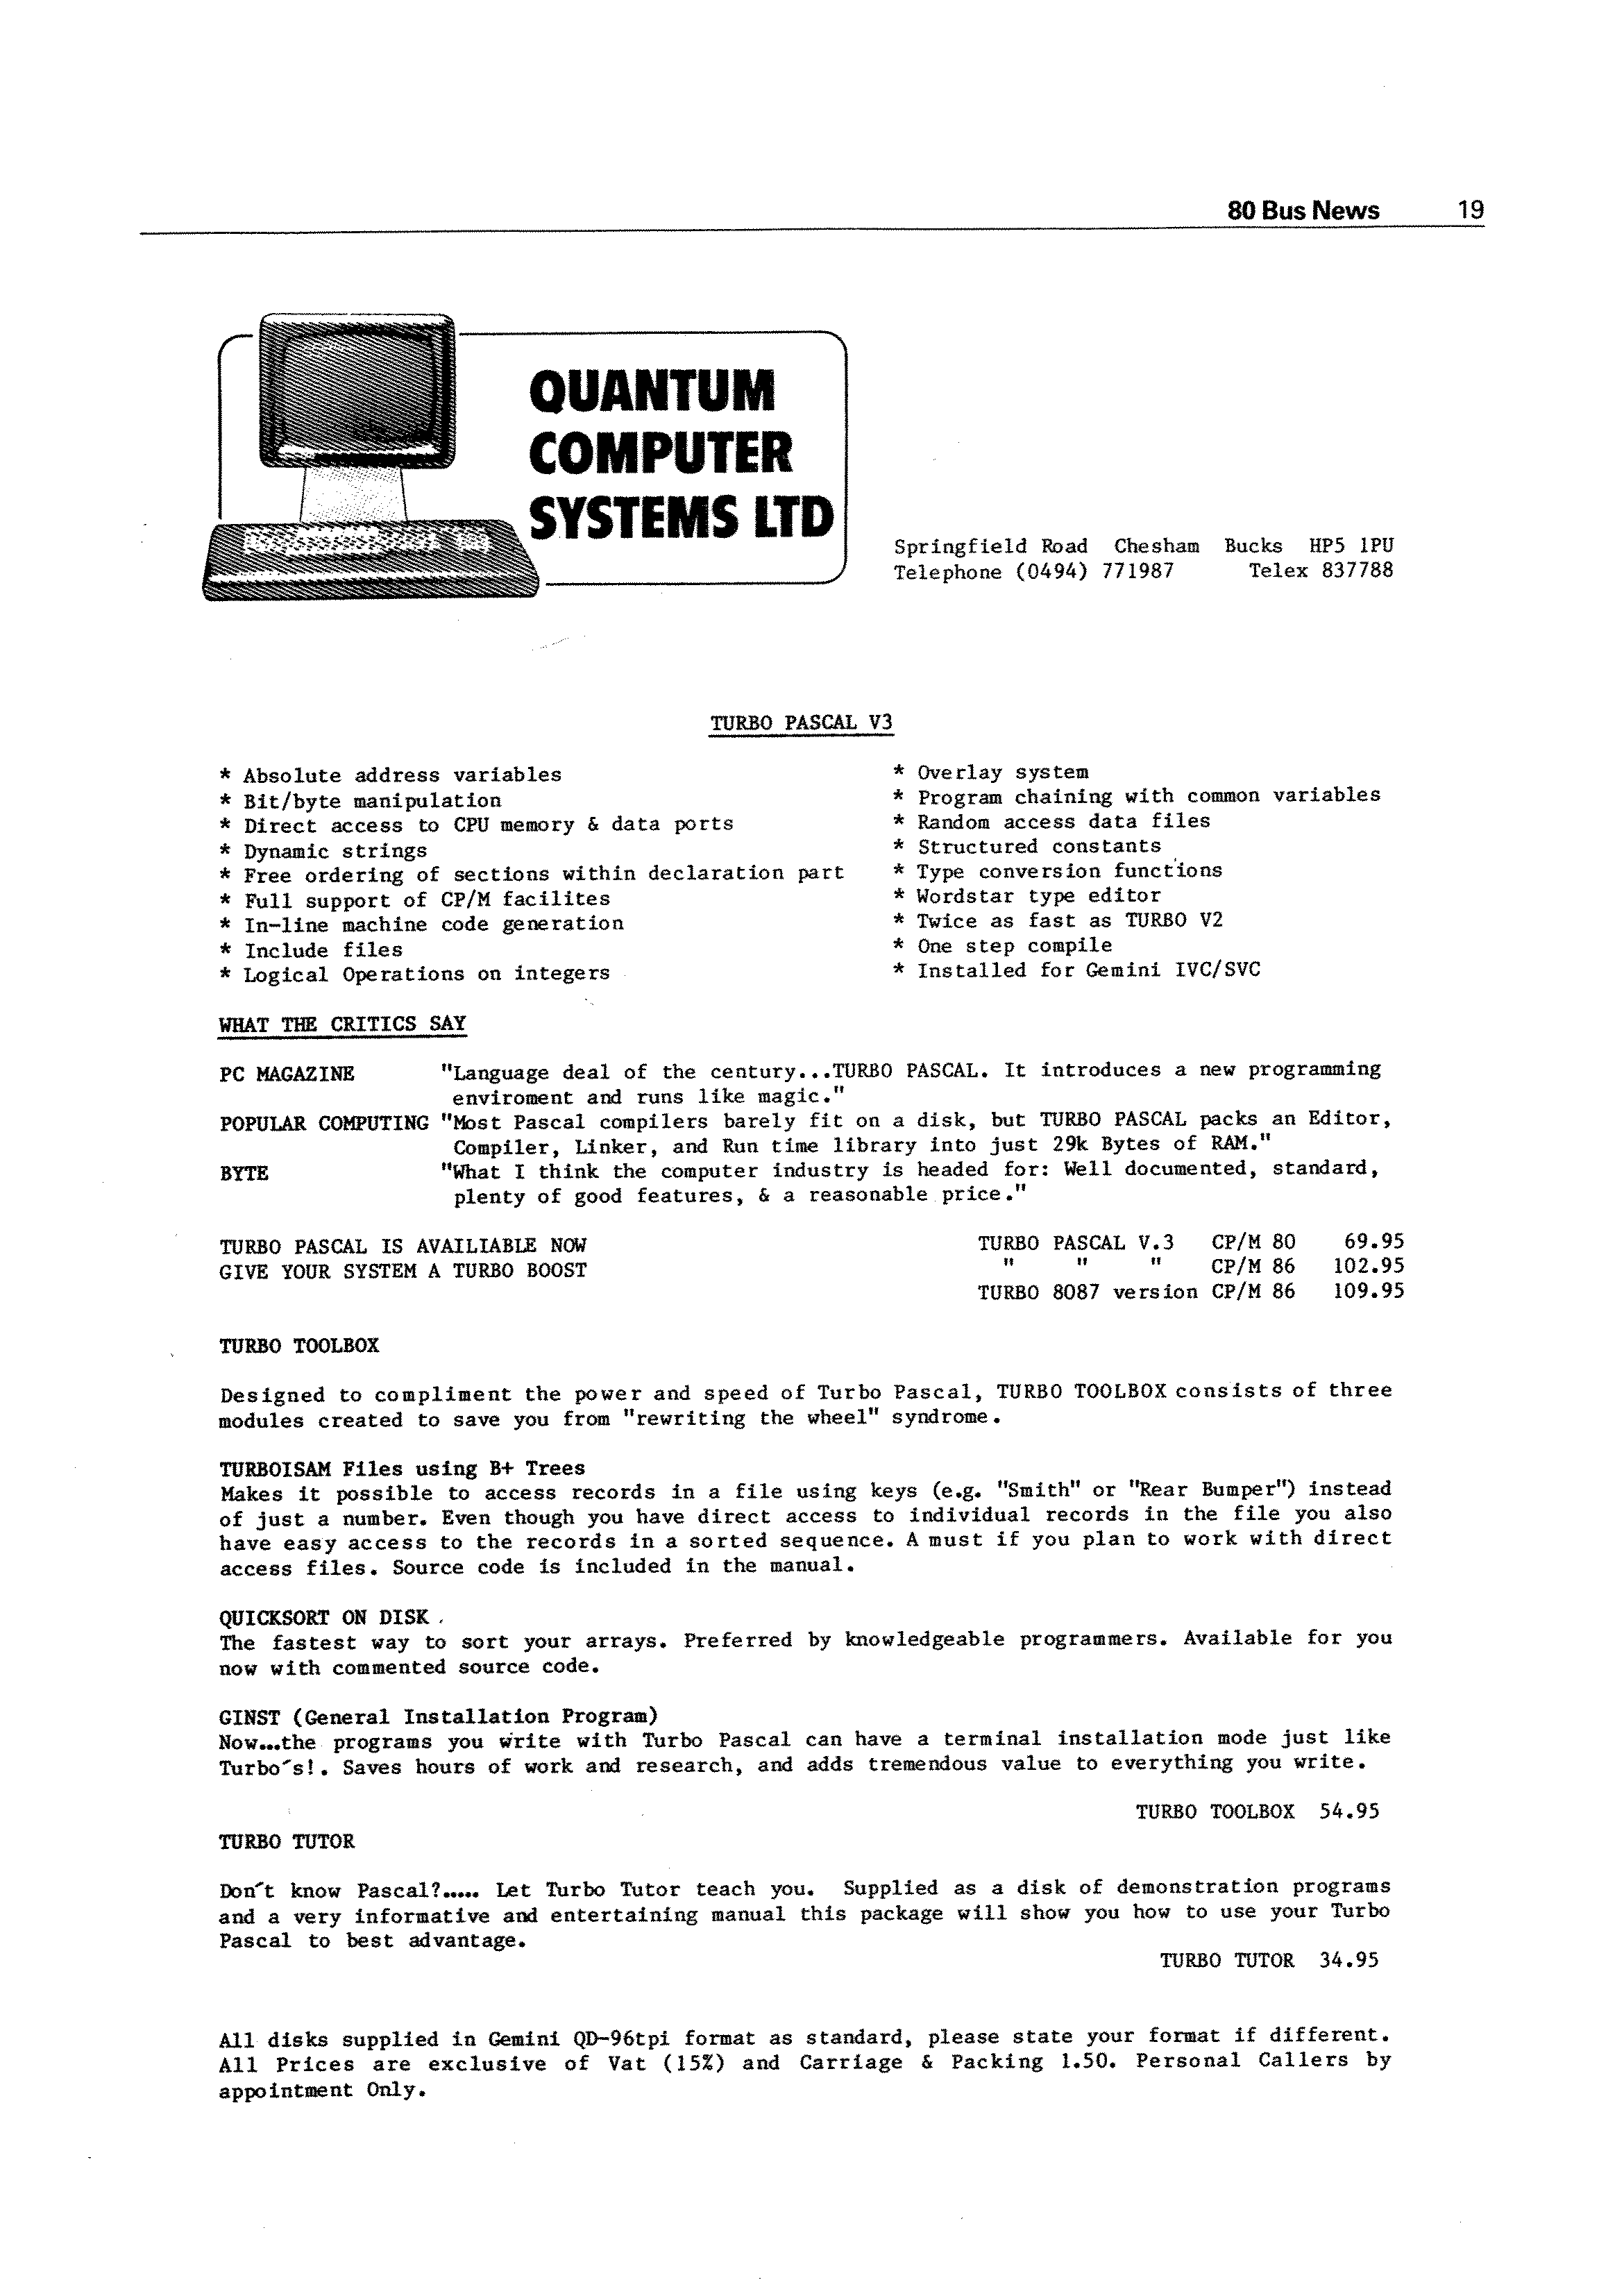 80 Bus News 19
QUANTUM
COMPUTER
SYSTEMS LTD
Springfield Road Chesham Bucks HP5 1PU
Telephone (0494) 771987 Telex 837788
TURBO PASCAL V3
* Absolute address variables
* Bit/byte manipulation
* Direct access to CPU memory & data ports
* Dynamic strings
* Free ordering of sections within declaration part
* Full support of CP/M facilites
* In-line machine code generation
* Include files
* Logical Operations on integers
* Overlay system
* Program chaining with common variables
* Random access data files
* Structured constants
* Type conversion functions
* Wordstar type editor
* Twice as fast as TURBO V2
* One step compile
* Installed for Gemini IVC/SVC
WHAT THE CRITICS SAY
PC MAGAZINE "Language deal of the century...TURBO PASCAL. It introduces a new programming
enviroment and runs like magic."
POPULAR COMPUTING "Most Pascal compilers barely fit on a disk, but TURBO PASCAL packs an Editor,
Compiler, Linker, and Run time library into just 29k Bytes of RAM."
BYTE "What I think the computer industry is headed for: Well documented, standard,
plenty of good features, & a reasonable price."
TURBO PASCAL IS AVAILIABLE NOW
GIVE YOUR SYSTEM A TURBO BOOST
TURBO PASCAL V.3 CP/M 80 69.95
" " " CP/M 86 102.95
TURBO 8087 version CP/M 86 109.95
TURBO TOOLBOX
Designed to compliment the power and speed of Turbo Pascal, TURBO TOOLBOX consists of three
modules created to save you from "rewriting the wheel" syndrome.
TURBOISAM Files using B+ Trees
Makes it possible to access records in a file using keys (e.g. "Smith" or "Rear Bumper") instead
of just a number. Even though you have direct access to individual records in the file you also
have easy access to the records in a sorted sequence. A must if you plan to work with direct
access files. Source code is included in the manual.
QUICKSORT ON DISK.
The fastest way to sort your arrays. Preferred by knowledgeable programmers. Available for you
now with commented source code.
GINST (General Installation Program)
Now...the programs you write with Turbo Pascal can have a terminal installation mode just like
Turbo's!. Saves hours of work and research, and adds tremendous value to everything you write.
TURBO TOOLBOX 54.95
TURBO TUTOR
Don't know Pascal?..... Let Turbo Tutor teach you. Supplied as a disk of demonstration programs
and a very informative and entertaining manual this package will show you how to use your Turbo
Pascal to best advantage.
TURBO TUTOR 34.95
All disks supplied in Gemini QD-96tpi format as standard, please state your format if different.
All Prices are exclusive of Vat (15%) and Carriage & Packing 1.50. Personal Callers by
appointment Only.